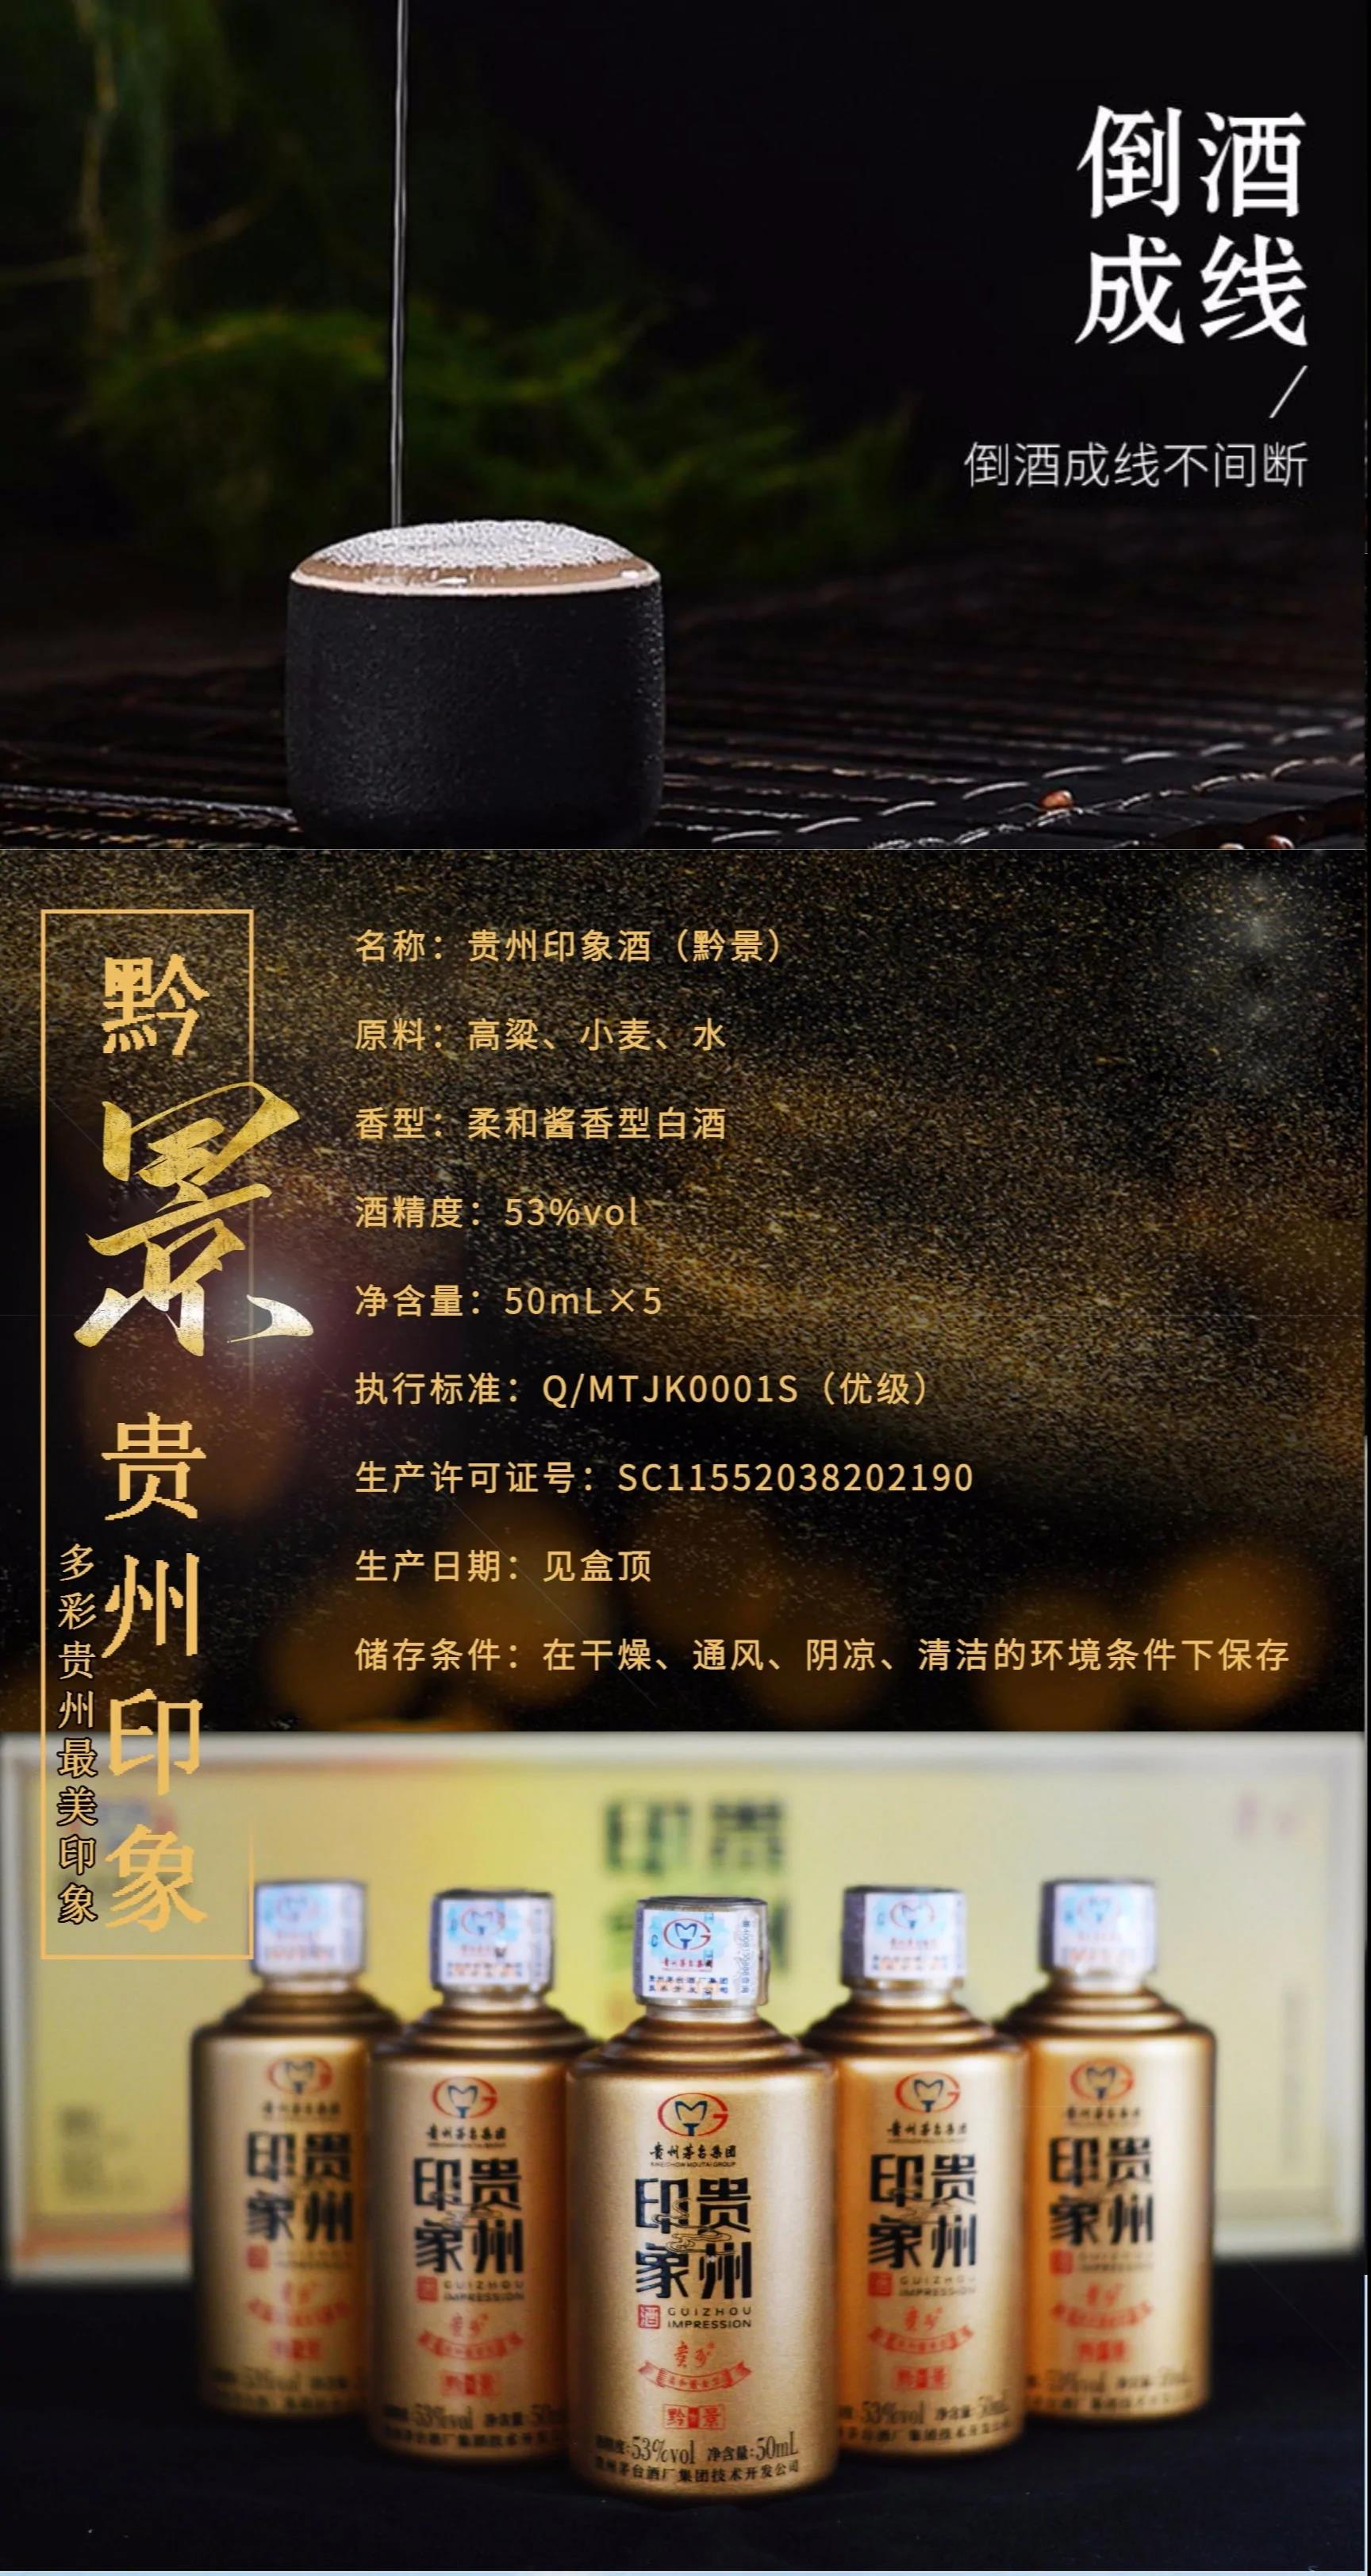 倒酒
成线
倒酒成线不间断
黔景
贵州印象
多彩贵州最美印象
名称：贵州印象酒（黔景）
原料：高粱、小麦、水
香型：柔和酱香型白酒
酒精度：53%vol
净含量：50mL×5
执行标准：Q/MTJK0001S（优级）
生产许可证号：SC11552038202190
生产日期：见盒顶
储存条件：在干燥、通风、阴凉、清洁的环境条件下保存
贵州茅台集团
贵州
印象
酒
GUIZHOU
IMPRESSION
黔景
53%vol 净含量:50mL
贵州茅台酒厂集团技术开发公司